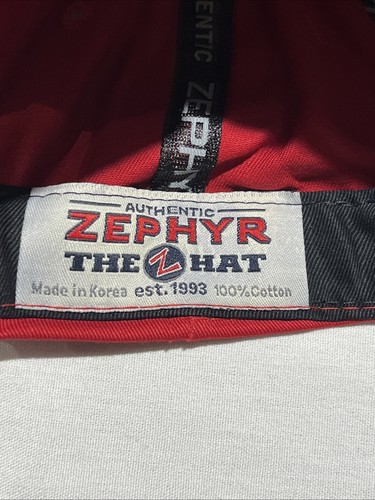 ENTIC ZEPHY
AUTHENTIC
ZEPHYR
THE Z HAT
Made in Korea est. 1993 100%Cotton